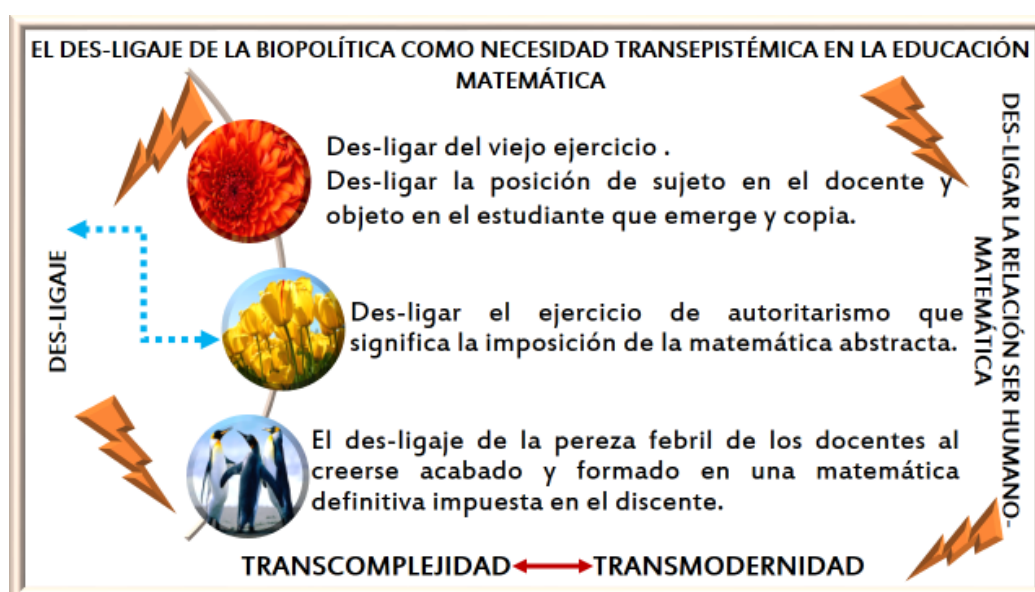 EL DES-LIGAJE DE LA BIOPOLÍTICA COMO NECESIDAD TRANSEPISTÉMICA EN LA EDUCACIÓN
MATEMÁTICA
Des-ligar del viejo ejercicio .
Des-ligar la posición de sujeto en el docente y
objeto en el estudiante que emerge y copia.
DES-LIGAJE
Des-ligar el ejercicio de autoritarismo que
significa la imposición de la matemática abstracta.
El des-ligaje de la pereza febril de los docentes al
creerse acabado y formado en una matemática
definitiva impuesta en el discente.
DES-LIGAR LA RELACIÓN SER HUMANO-
MATEMÁTICA
TRANSCOMPLEJIDAD TRANSMODERNIDAD